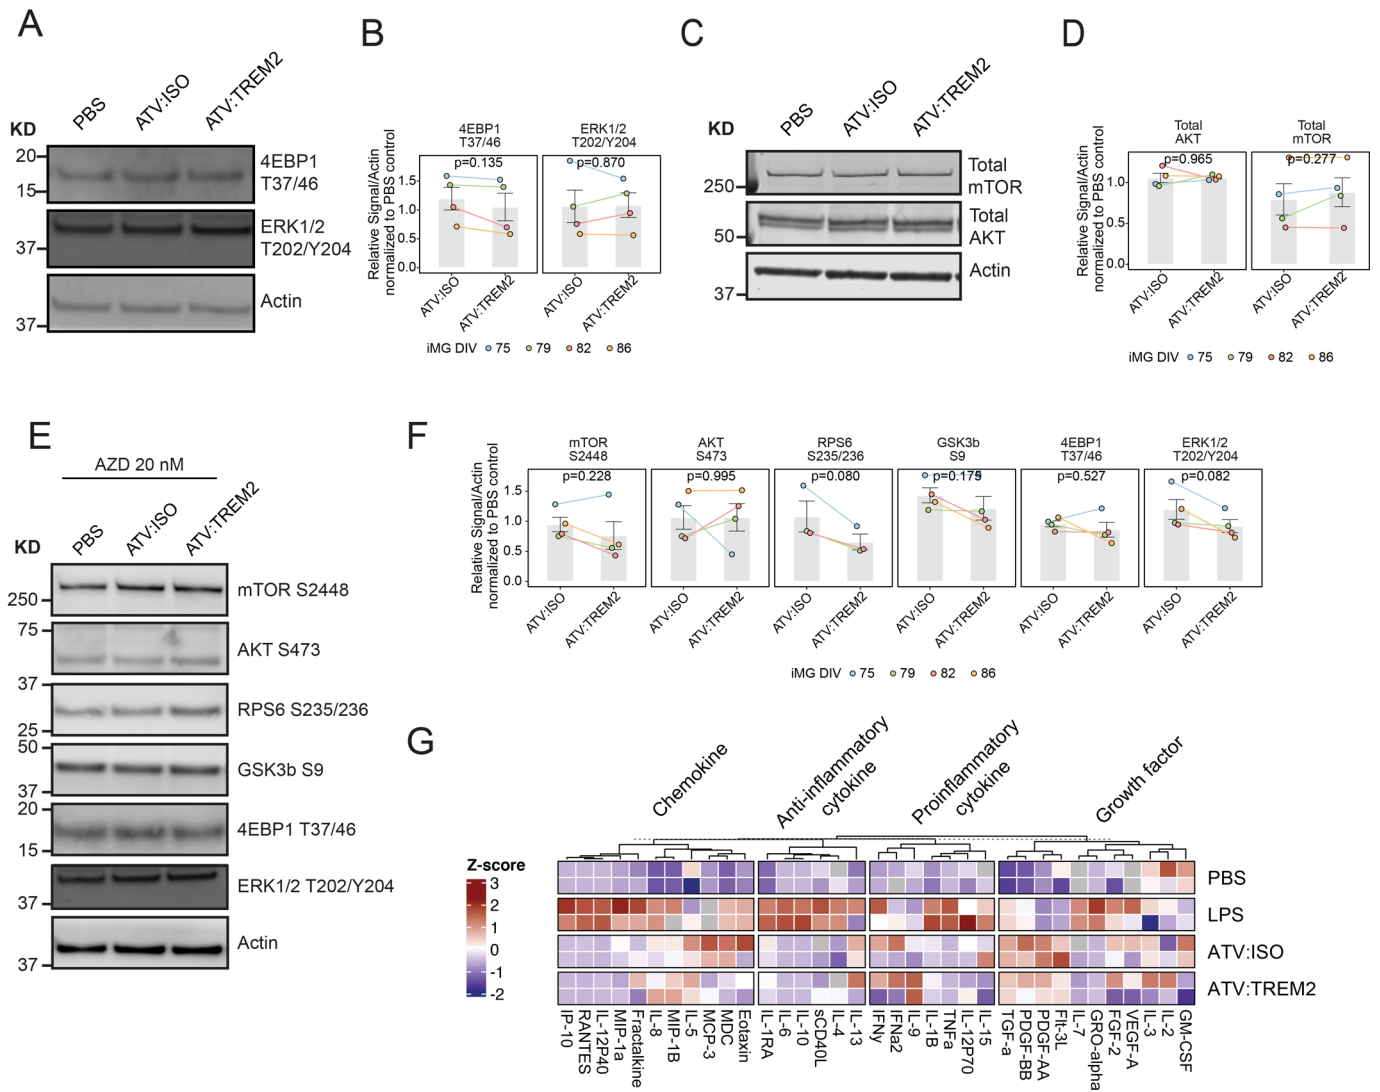 A
PBS
ATV:ISO
ATV:TREM2
KD
20
15
4EBP1
T37/46
37
ERK1/2
T202/Y204
37
Actin
B
4EBP1
T37/46
ERK1/2
T202/Y204
Relative Signal/Actin
normalized to PBS control
1.5
1.0
0.5
0.0
p=0.135
p=0.870
ATV:ISO
ATV:TREM2
ATV:ISO
ATV:TREM2
iMG DIV 75 79 82 86
C
PBS
ATV:ISO
ATV:TREM2
KD
250
Total
mTOR
50
Total
AKT
37
Actin
D
Total
AKT
Total
mTOR
Relative Signal/Actin
normalized to PBS control
1.0
0.5
0.0
p=0.965
p=0.277
ATV:ISO
ATV:TREM2
ATV:ISO
ATV:TREM2
iMG DIV 75 79 82 86
E
AZD 20 nM
PBS
ATV:ISO
ATV:TREM2
KD
250
mTOR S2448
75
AKT S473
37
RPS6 S235/236
25
50
GSK3b S9
37
20
4EBP1 T37/46
15
ERK1/2 T202/Y204
37
Actin
37
F
mTOR
S2448
AKT
S473
RPS6
S235/236
GSK3b
S9
4EBP1
T37/46
ERK1/2
T202/Y204
Relative Signal/Actin
normalized to PBS control
1.5
1.0
0.5
0.0
p=0.228
p=0.995
p=0.080
p=0.175
p=0.527
p=0.082
ATV:ISO
ATV:TREM2
ATV:ISO
ATV:TREM2
ATV:ISO
ATV:TREM2
ATV:ISO
ATV:TREM2
ATV:ISO
ATV:TREM2
ATV:ISO
ATV:TREM2
iMG DIV 75 79 82 86
G
Chemokine
Anti-inflammatory
cytokine
Proinflammatory
cytokine
Growth factor
Z-score
3
2
1
0
-1
-2
PBS
LPS
ATV:ISO
ATV:TREM2
IP-10
RANTES
IL-12P40
MIP-1a
Fractalkine
IL-8
MIP-1B
IL-5
MCP-3
MDC
Eotaxin
IL-1RA
IL-6
IL-10
sCD40L
IL-4
IL-13
IFNy
IFNa2
IL-9
IL-1B
TNFa
IL-12P70
IL-15
TGF-a
PDGF-BB
PDGF-AA
Flt-3L
IL-7
GRO-alpha
FGF-2
VEGF-A
IL-3
IL-2
GM-CSF